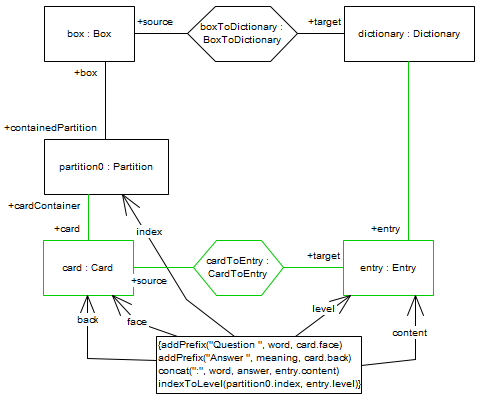 +source
boxToDictionary :
BoxToDictionary
+target
box : Box
dictionary : Dictionary
+box
+containedPartition
partition0 : Partition
+cardContainer
+card
index
+entry
card : Card
+source
cardToEntry :
CardToEntry
+target
entry : Entry
back
face
level
content
{addPrefix("Question ", word, card.face)
addPrefix("Answer ", meaning, card.back)
concat(":", word, answer, entry.content)
indexToLevel(partition0.index, entry.level)}